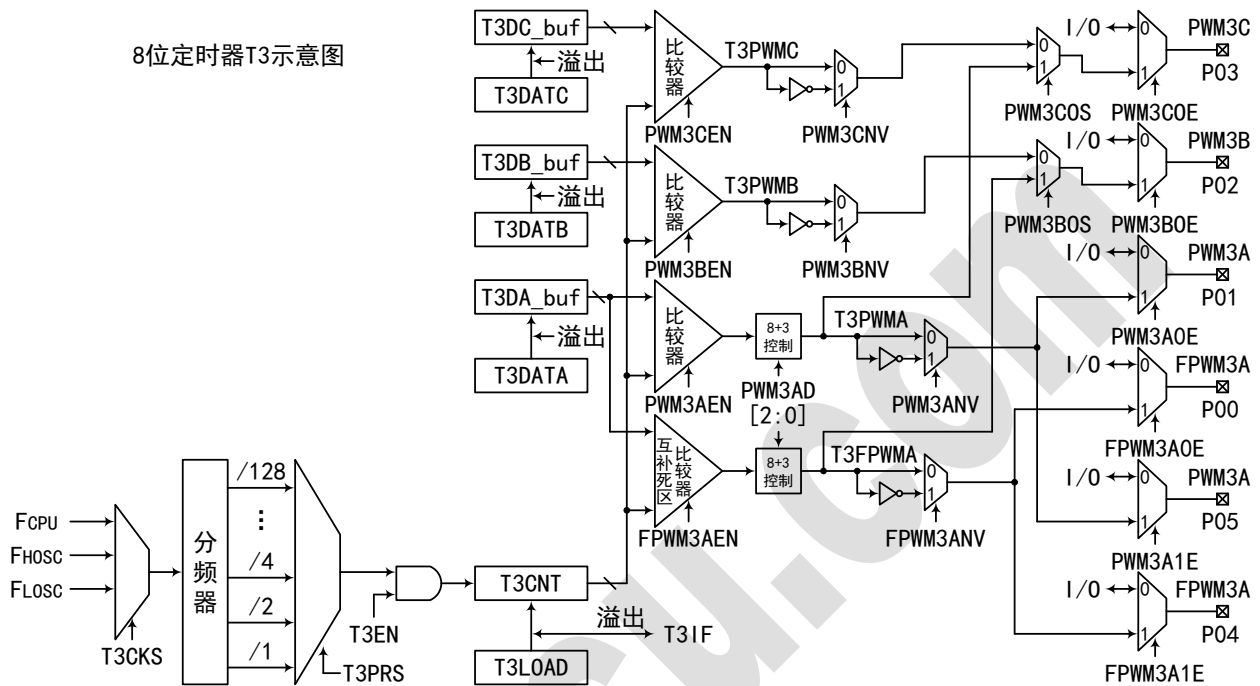 8位定时器T3示意图
T3DC_buf
溢出
T3DATC
比较器
PWM3CEN
T3PWMC
0
1
PWM3CNV
0
1
PWM3COS
I/O
0
1
PWM3COE
PWM3C
P03
T3DB_buf
溢出
T3DATB
比较器
PWM3BEN
T3PWMB
0
1
PWM3BNV
0
1
PWM3BOS
I/O
0
1
PWM3BOE
PWM3B
P02
T3DA_buf
溢出
T3DATA
比较器
PWM3AEN
8+3
控制
PWM3AD
[2:0]
T3PWMA
0
1
PWM3ANV
I/O
0
1
PWM3AOE
PWM3A
P01
互补死区
比较器
FPWM3AEN
8+3
控制
T3FPWMA
0
1
FPWM3ANV
I/O
0
1
FPWM3AOE
FPWM3A
P00
I/O
0
1
PWM3A1E
PWM3A
P05
I/O
0
1
FPWM3A1E
FPWM3A
P04
FCPU
FHOSC
FLOSC
T3CKS
分频器
/128
⋮
/4
/2
/1
T3PRS
T3EN
T3CNT
溢出
T3IF
T3LOAD